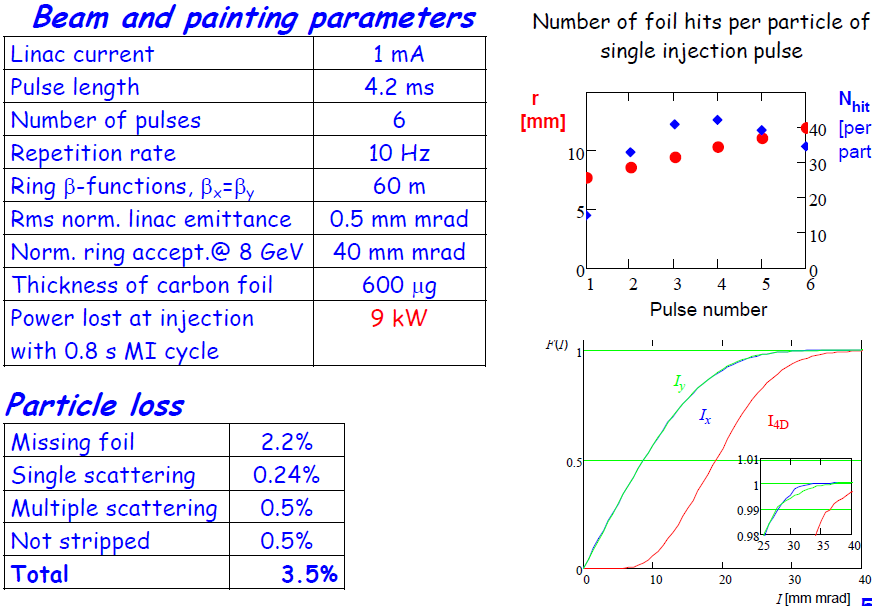 Beam and painting parameters
Linac current 1 mA
Pulse length 4.2 ms
Number of pulses 6
Repetition rate 10 Hz
Ring β-functions, βx=βy 60 m
Rms norm. linac emittance 0.5 mm mrad
Norm. ring accept.@ 8 GeV 40 mm mrad
Thickness of carbon foil 600 μg
Power lost at injection 9 kW
with 0.8 s MI cycle
Particle loss
Missing foil 2.2%
Single scattering 0.24%
Multiple scattering 0.5%
Not stripped 0.5%
Total 3.5%
Number of foil hits per particle of
single injection pulse
r
[mm]
Nhit
[per
part
10
5
0
40
30
20
10
0
1 2 3 4 5 6
Pulse number
F(I)
1
0.5
0
Iy
Ix
I4D
1.01
1
0.99
0.98
25 30 35 40
0 10 20 30 40
I [mm mrad]